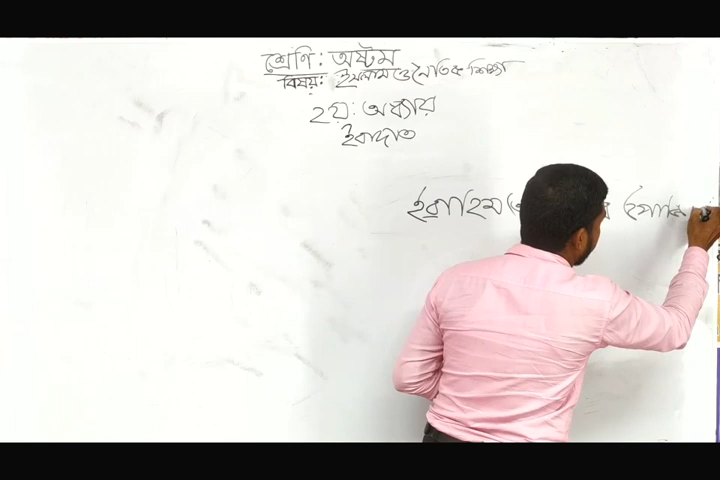 শ্রেণি: অষ্টম
বিষয়: ইসলাম ও নৈতিক শিক্ষা
২য়: অধ্যায়
ইবাদাত
ইব্রাহিম